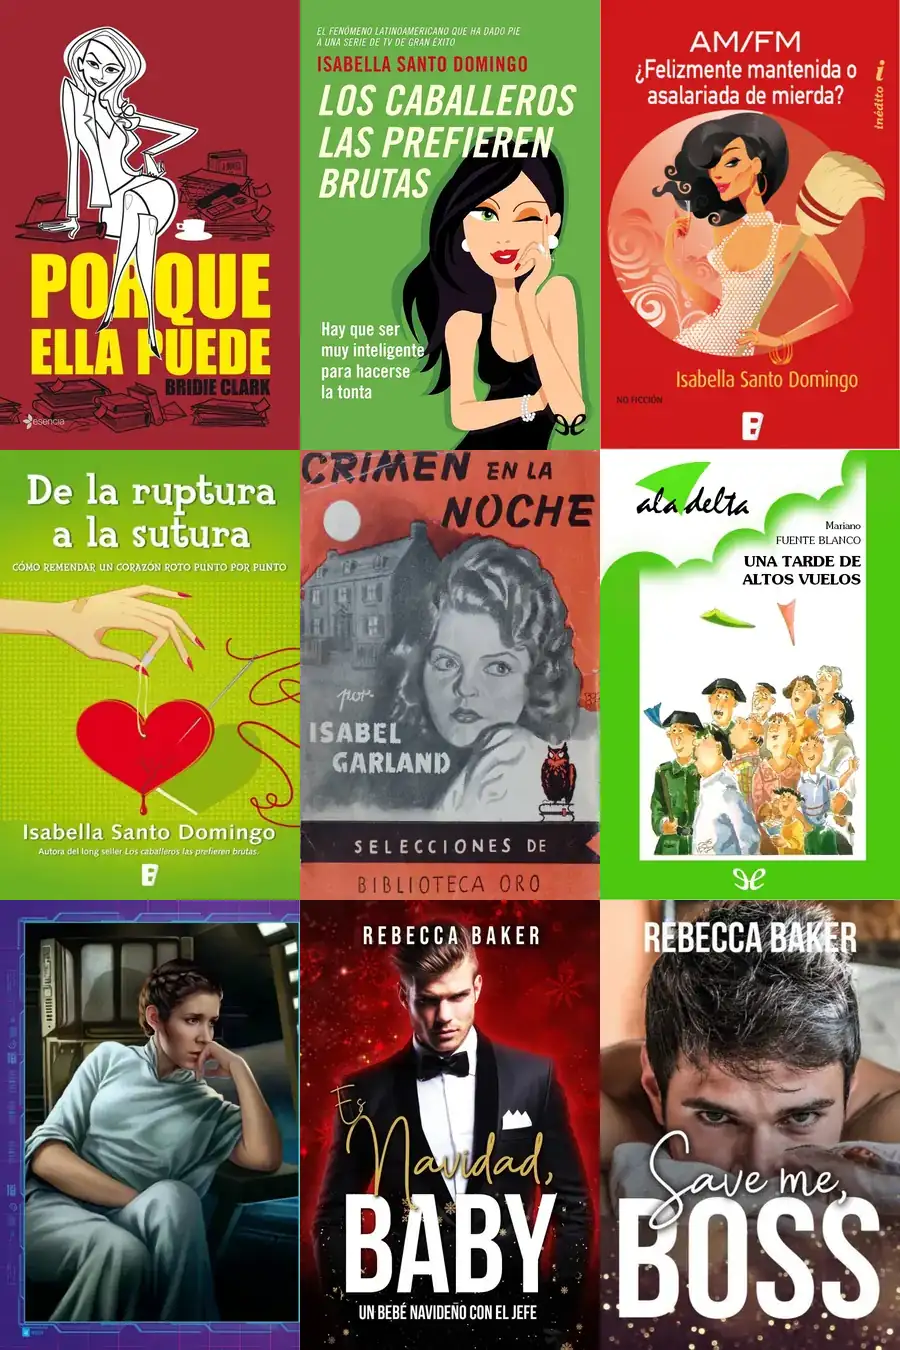 PORQUE
ELLA PUEDE
BRIDIE CLARK
esencia
EL FENÓMENO LATINOAMERICANO QUE HA DADO PIE
A UNA SERIE DE TV DE GRAN ÉXITO
ISABELLA SANTO DOMINGO
LOS CABALLEROS
LAS PREFIEREN
BRUTAS
Hay que ser
muy inteligente
para hacerse
la tonta
AM/FM
¿Felizmente mantenida o
asalariada de mierda?
inédito
Isabella Santo Domingo
NO FICCIÓN
B
De la ruptura
a la sutura
CÓMO REMENDAR UN CORAZÓN ROTO PUNTO POR PUNTO
Isabella Santo Domingo
Autora del long seller Los caballeros las prefieren brutas.
B
CRIMEN EN LA
NOCHE
por
ISABEL
GARLAND
SELECCIONES DE
BIBLIOTECA ORO
ala delta
Mariano
FUENTE BLANCO
UNA TARDE DE
ALTOS VUELOS
REBECCA BAKER
Es
Navidad,
BABY
UN BEBÉ NAVIDEÑO CON EL JEFE
REBECCA BAKER
Save me,
BOSS